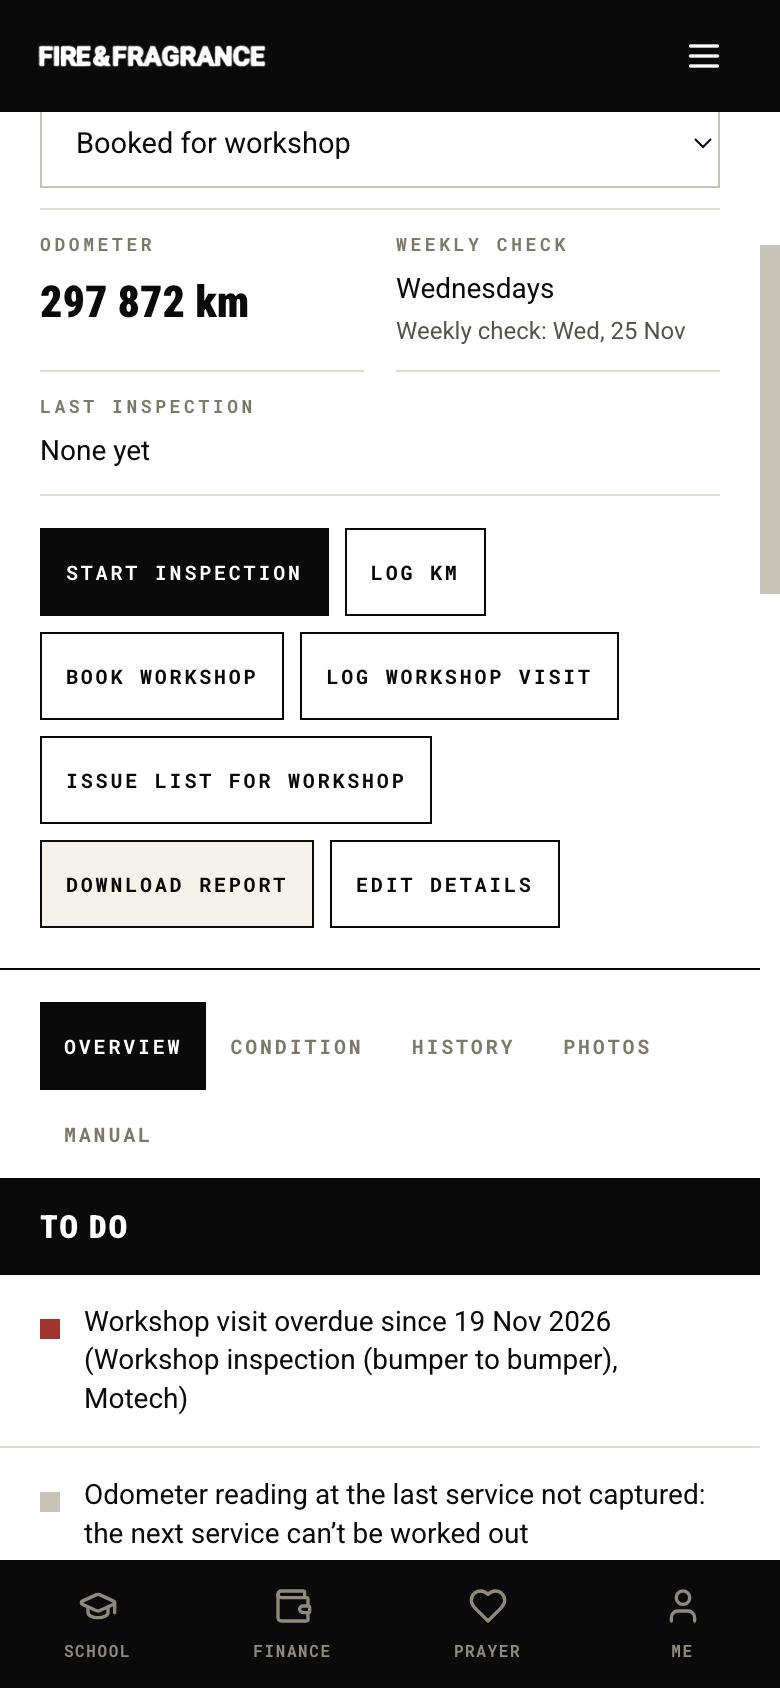 FIRE&FRAGRANCE
Booked for workshop
ODOMETER
297 872 km
WEEKLY CHECK
Wednesdays
Weekly check: Wed, 25 Nov
LAST INSPECTION
None yet
START INSPECTION
LOG KM
BOOK WORKSHOP
LOG WORKSHOP VISIT
ISSUE LIST FOR WORKSHOP
DOWNLOAD REPORT
EDIT DETAILS
OVERVIEW
CONDITION
HISTORY
PHOTOS
MANUAL
TO DO
Workshop visit overdue since 19 Nov 2026
(Workshop inspection (bumper to bumper),
Motech)
Odometer reading at the last service not captured:
the next service can’t be worked out
SCHOOL
FINANCE
PRAYER
ME